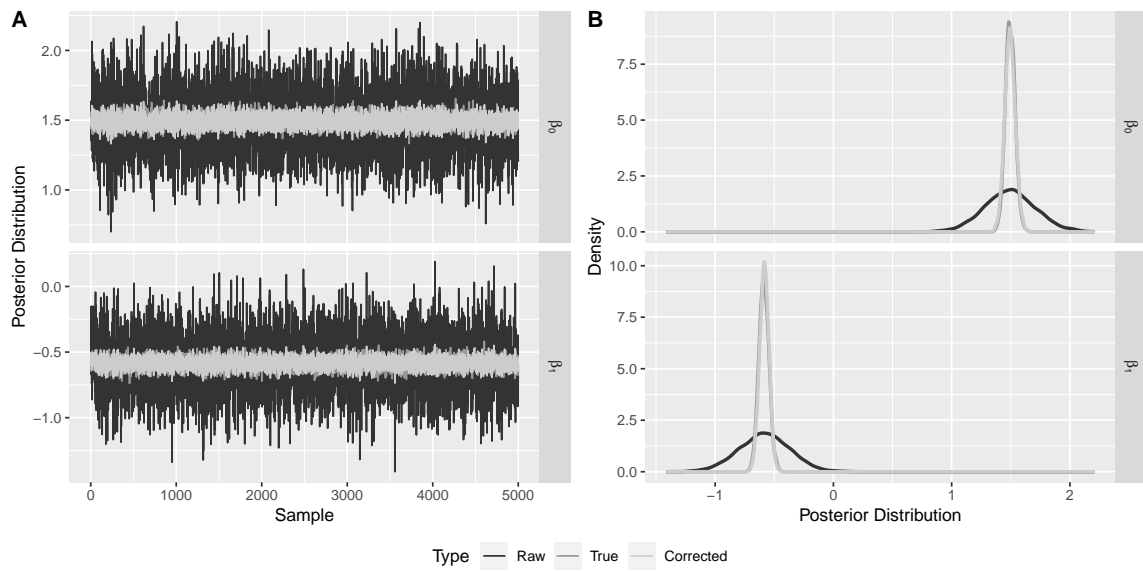 A
Posterior Distribution
2.0
1.5
1.0
β0
0.0
−0.5
−1.0
β1
0
1000
2000
3000
4000
5000
Sample
B
Density
7.5
5.0
2.5
0.0
β0
10.0
7.5
5.0
2.5
0.0
β1
−1
0
1
2
Posterior Distribution
Type Raw True Corrected